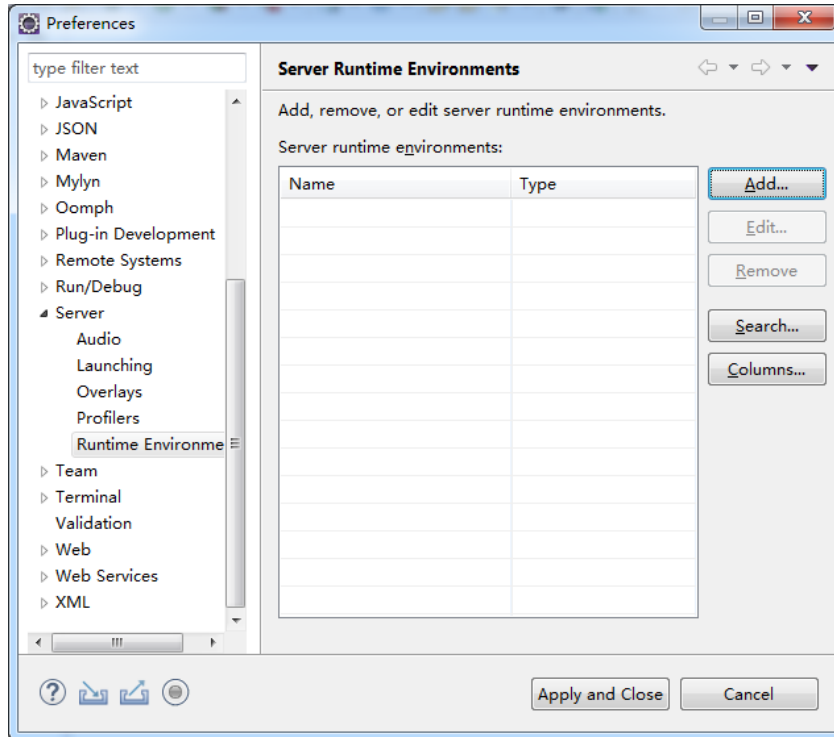 Preferences
type filter text
JavaScript
JSON
Maven
Mylyn
Oomph
Plug-in Development
Remote Systems
Run/Debug
Server
Audio
Launching
Overlays
Profilers
Runtime Environme
Team
Terminal
Validation
Web
Web Services
XML
Server Runtime Environments
Add, remove, or edit server runtime environments.
Server runtime environments:
Name Type
Add...
Edit...
Remove
Search...
Columns...
Apply and Close Cancel